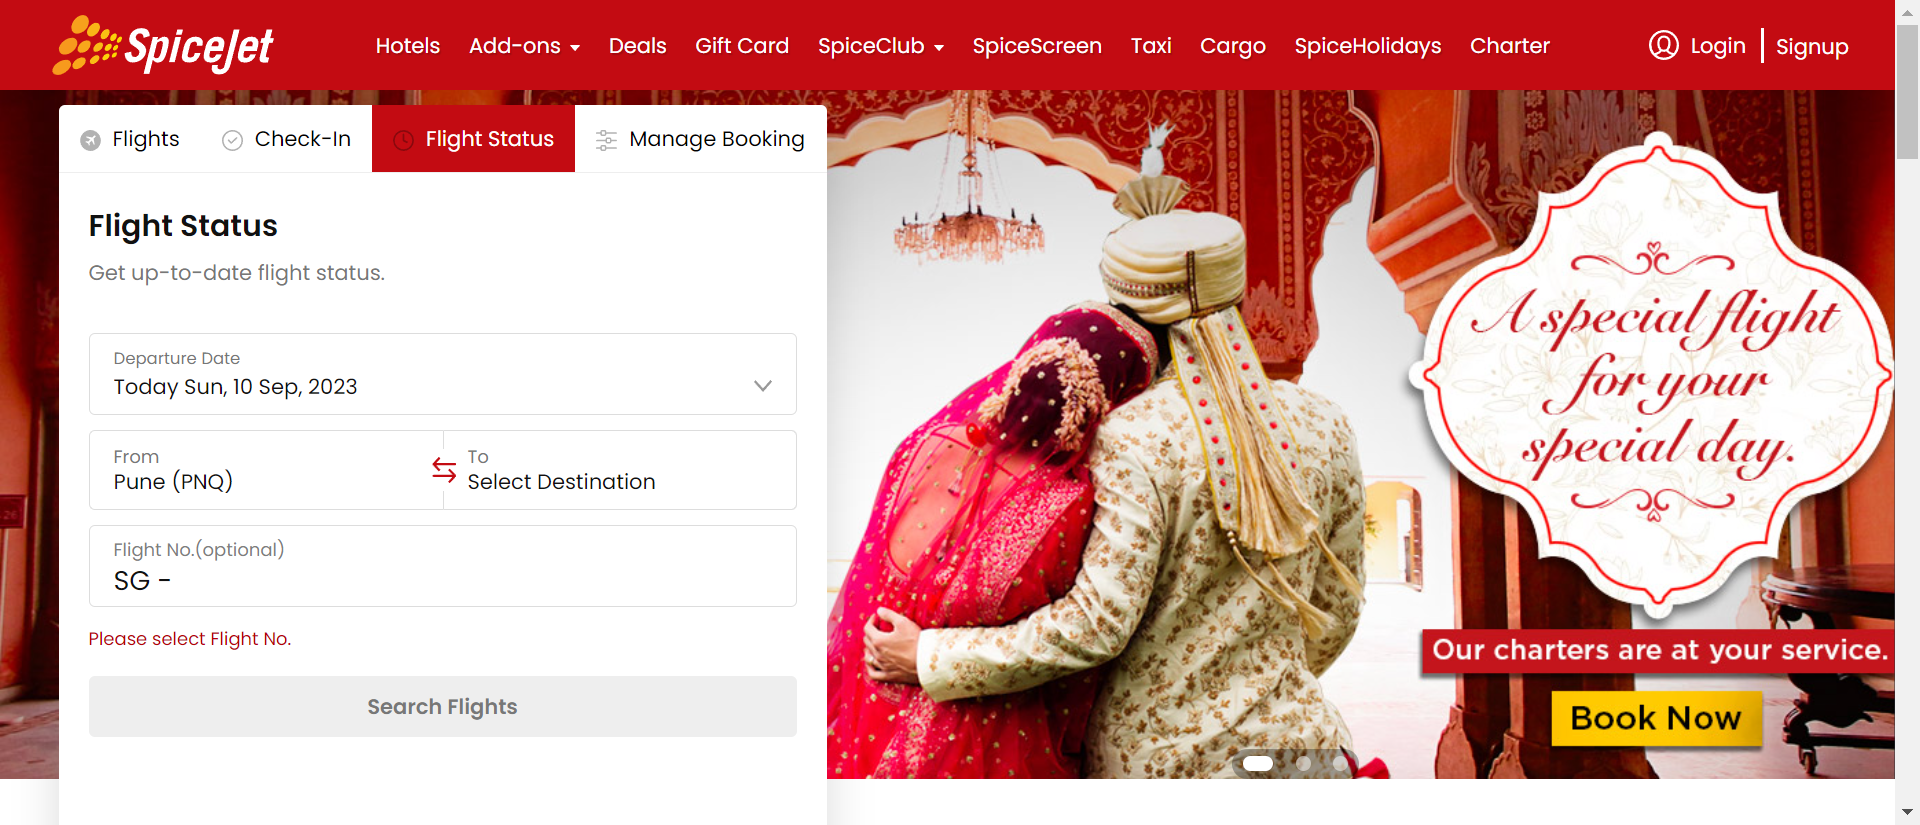 SpiceJet
Hotels Add-ons Deals Gift Card SpiceClub SpiceScreen Taxi Cargo SpiceHolidays Charter
Login Signup
Flights Check-In Flight Status Manage Booking
Flight Status
Get up-to-date flight status.
Departure Date
Today Sun, 10 Sep, 2023
From
Pune (PNQ)
To
Select Destination
Flight No.(optional)
SG -
Please select Flight No.
Search Flights
A special flight
for your
special day.
Our charters are at your service.
Book Now